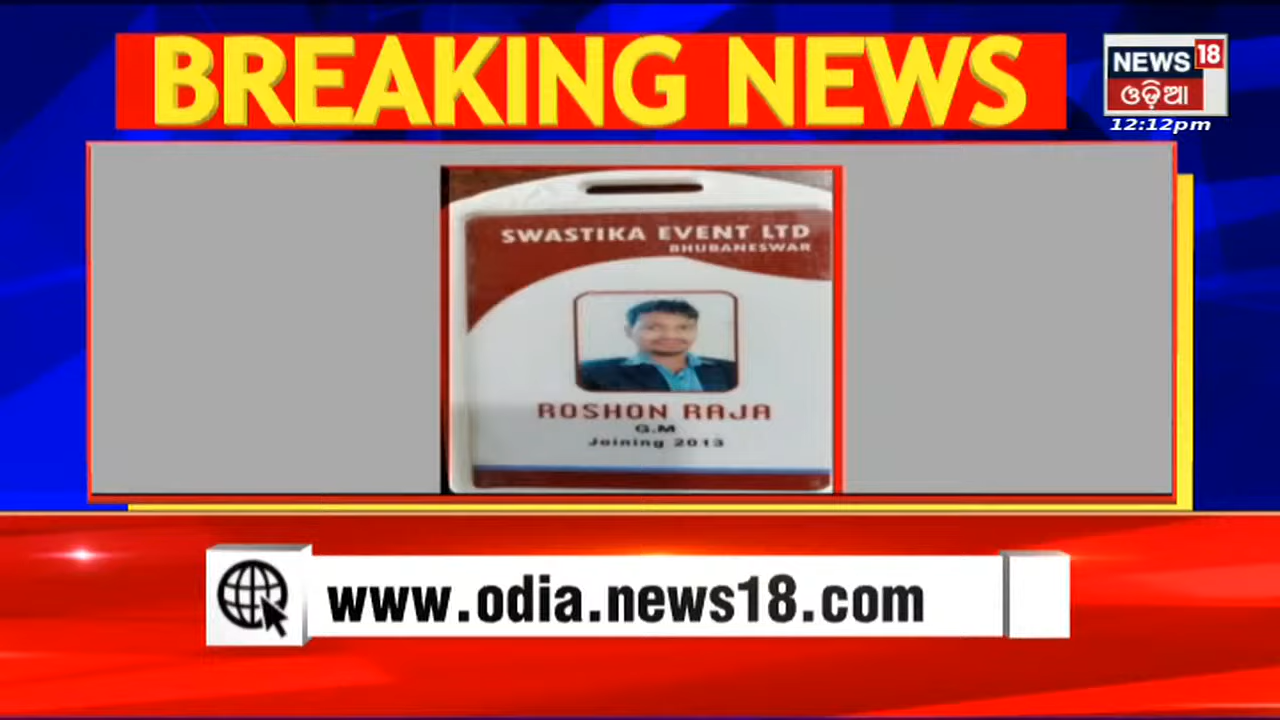 BREAKING NEWS
NEWS 18
ଓଡ଼ିଆ
12:12pm
SWASTIKA EVENT LTD
BHUBANESWAR
ROSHON RAJA
G.M
Joining 2013
www.odia.news18.com